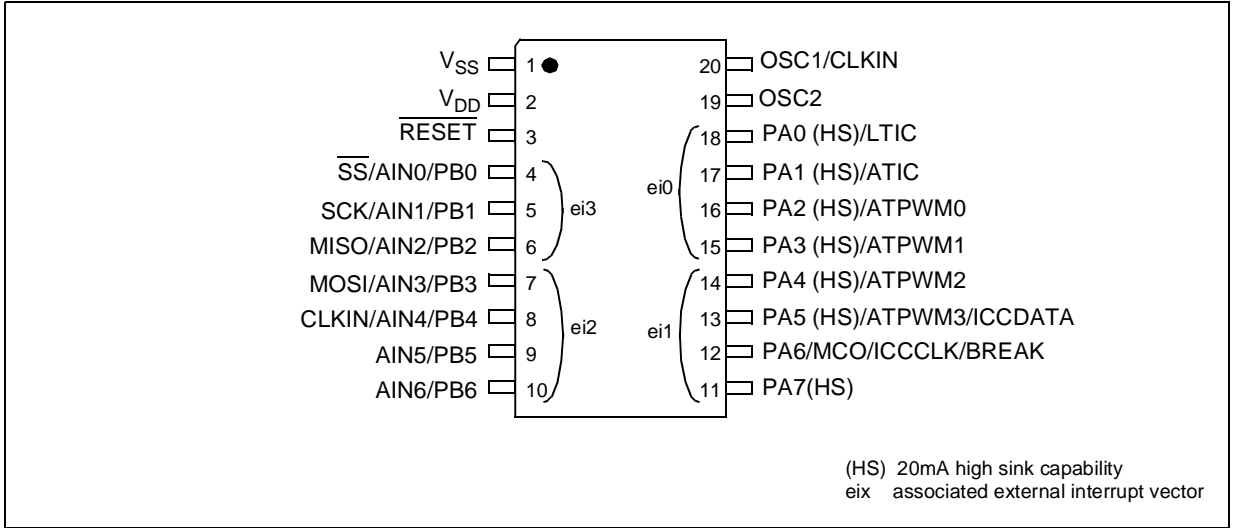 VSS 1 20 OSC1/CLKIN
VDD 2 19 OSC2
RESET 3 18 PA0 (HS)/LTIC
SS/AIN0/PB0 4 17 PA1 (HS)/ATIC
ei3 ei0
SCK/AIN1/PB1 5 16 PA2 (HS)/ATPWM0
MISO/AIN2/PB2 6 15 PA3 (HS)/ATPWM1
MOSI/AIN3/PB3 7 14 PA4 (HS)/ATPWM2
CLKIN/AIN4/PB4 8 13 PA5 (HS)/ATPWM3/ICCDATA
ei2 ei1
AIN5/PB5 9 12 PA6/MCO/ICCCLK/BREAK
AIN6/PB6 10 11 PA7(HS)
(HS) 20mA high sink capability
eix associated external interrupt vector